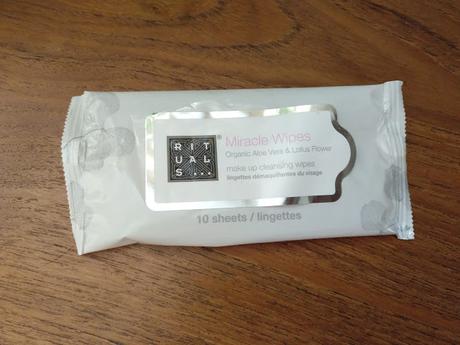 RIT
UAL
S...
®
Miracle Wipes
Organic Aloe Vera & Lotus Flower
make up cleansing wipes
lingettes démaquillantes du visage
10 sheets / lingettes